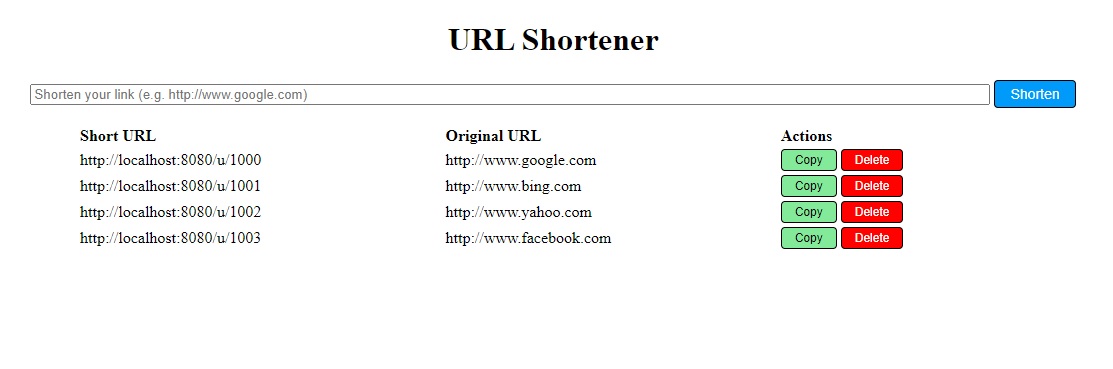 URL Shortener
Shorten your link (e.g. http://www.google.com) Shorten
Short URL Original URL Actions
http://localhost:8080/u/1000 http://www.google.com Copy Delete
http://localhost:8080/u/1001 http://www.bing.com Copy Delete
http://localhost:8080/u/1002 http://www.yahoo.com Copy Delete
http://localhost:8080/u/1003 http://www.facebook.com Copy Delete